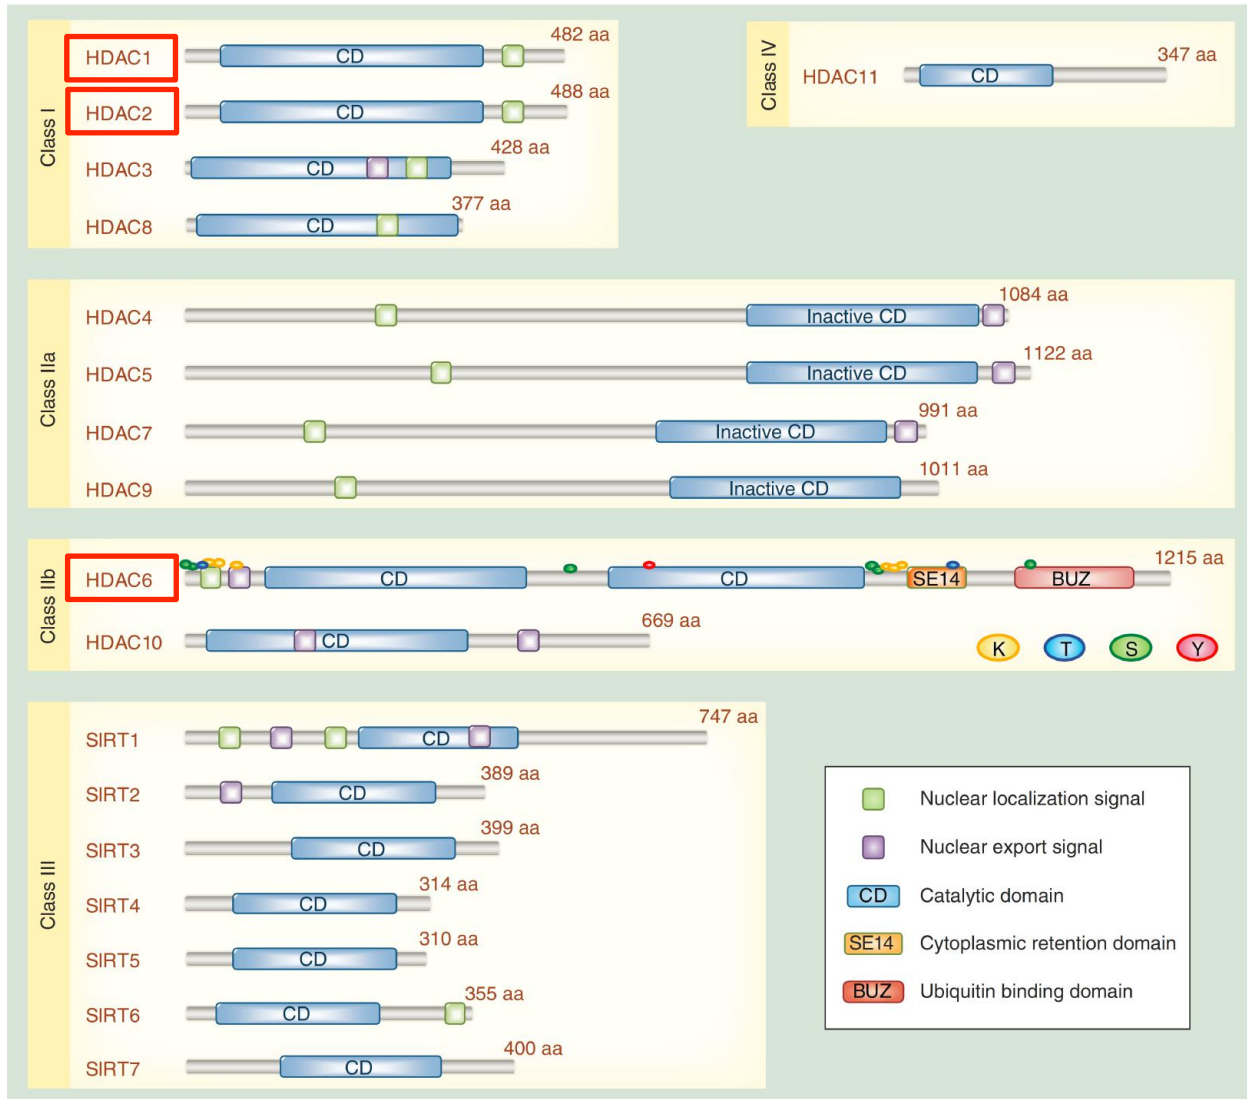 Class I
HDAC1
CD
482 aa
HDAC2
CD
488 aa
HDAC3
CD
428 aa
HDAC8
CD
377 aa
Class IV
HDAC11
CD
347 aa
Class IIa
HDAC4
Inactive CD
1084 aa
HDAC5
Inactive CD
1122 aa
HDAC7
Inactive CD
991 aa
HDAC9
Inactive CD
1011 aa
Class IIb
HDAC6
CD
CD
SE14
BUZ
1215 aa
HDAC10
CD
669 aa
K T S Y
Class III
SIRT1
CD
747 aa
SIRT2
CD
389 aa
SIRT3
CD
399 aa
SIRT4
CD
314 aa
SIRT5
CD
310 aa
SIRT6
CD
355 aa
SIRT7
CD
400 aa
Nuclear localization signal
Nuclear export signal
CD Catalytic domain
SE14 Cytoplasmic retention domain
BUZ Ubiquitin binding domain